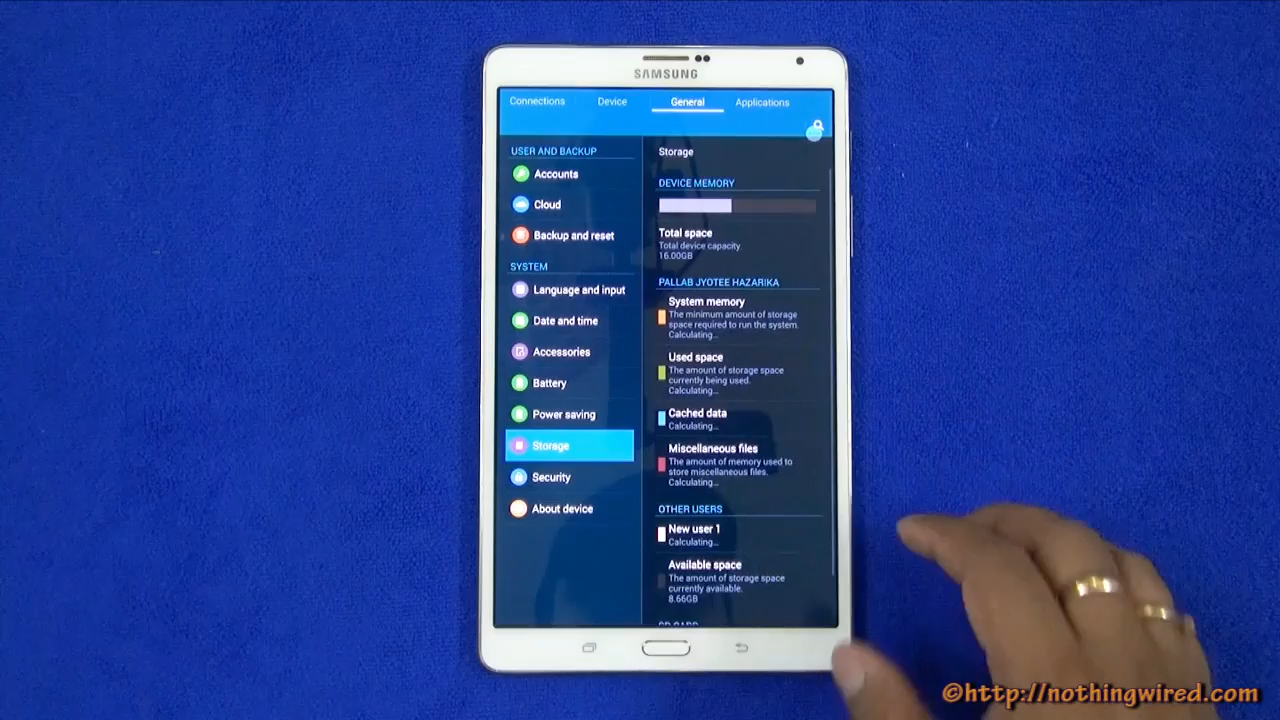 SAMSUNG
Connections
Device
General
Applications
USER AND BACKUP
Accounts
Cloud
Backup and reset
SYSTEM
Language and input
Date and time
Accessories
Battery
Power saving
Storage
Security
About device
Storage
DEVICE MEMORY
Total space
Total device capacity
16.00GB
PALLAB JYOTEE HAZARIKA
System memory
The minimum amount of storage
space required to run the system.
Calculating...
Used space
The amount of storage space
currently being used.
Calculating...
Cached data
Calculating...
Miscellaneous files
The amount of memory used to
store miscellaneous files.
Calculating...
OTHER USERS
New user 1
Calculating...
Available space
The amount of storage space
currently available.
8.66GB
©http://nothingwired.com